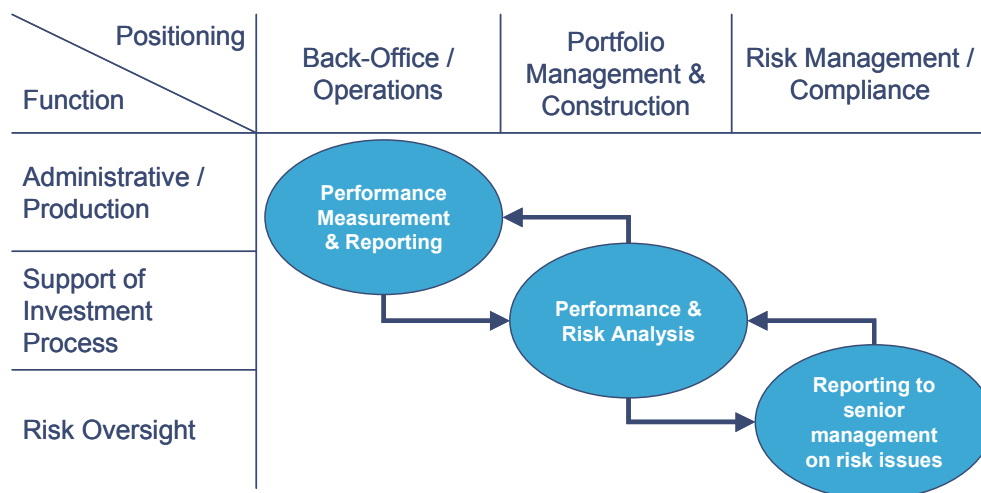 Positioning
Function
Back-Office /
Operations
Portfolio
Management &
Construction
Risk Management /
Compliance
Administrative /
Production
Performance
Measurement
& Reporting
Support of
Investment
Process
Performance &
Risk Analysis
Risk Oversight
Reporting to
senior
management
on risk issues